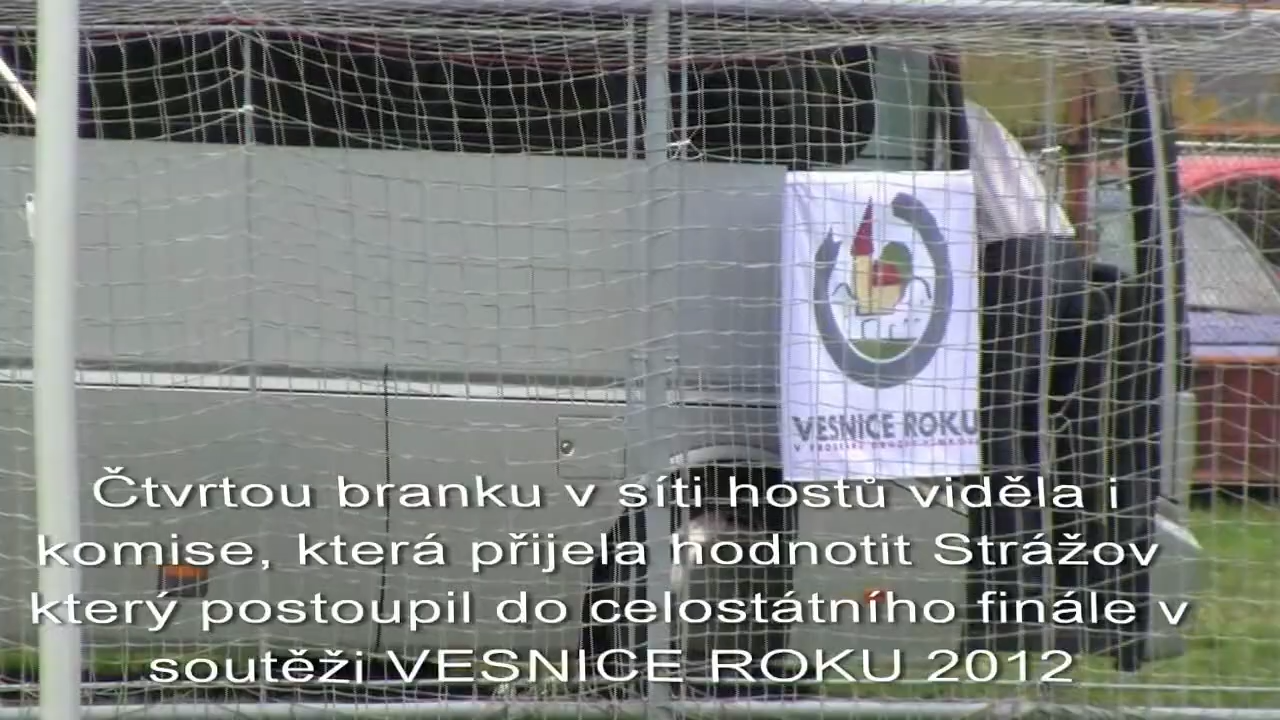 VESNICE ROKU
Čtvrtou branku v síti hostů viděla i
komise, která přijela hodnotit Strážov
který postoupil do celostátního finále v
soutěži VESNICE ROKU 2012